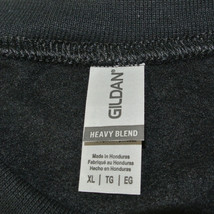 GILDAN®
HEAVY BLEND
Made in Honduras
Fabriqué au Honduras
Hecho en Honduras
XL | TG | EG